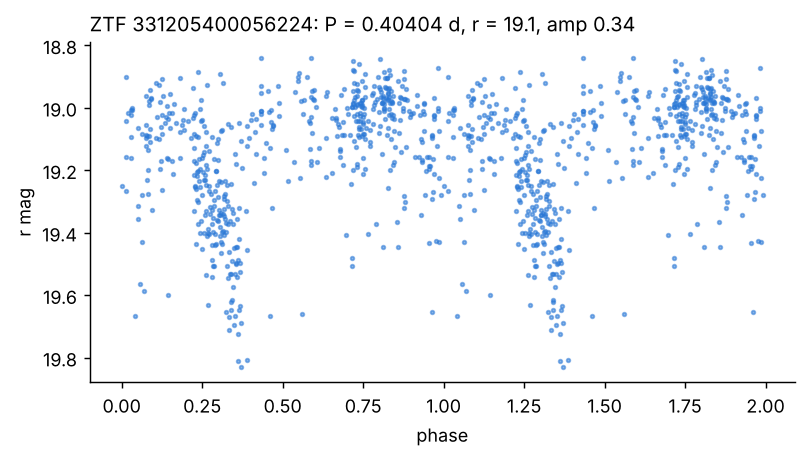 ZTF 331205400056224: P = 0.40404 d, r = 19.1, amp 0.34
18.8
19.0
19.2
19.4
19.6
19.8
r mag
0.00 0.25 0.50 0.75 1.00 1.25 1.50 1.75 2.00
phase